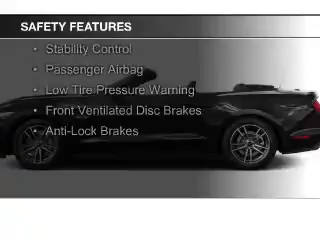 SAFETY FEATURES
• Stability Control
• Passenger Airbag
• Low Tire Pressure Warning
• Front Ventilated Disc Brakes
• Anti-Lock Brakes